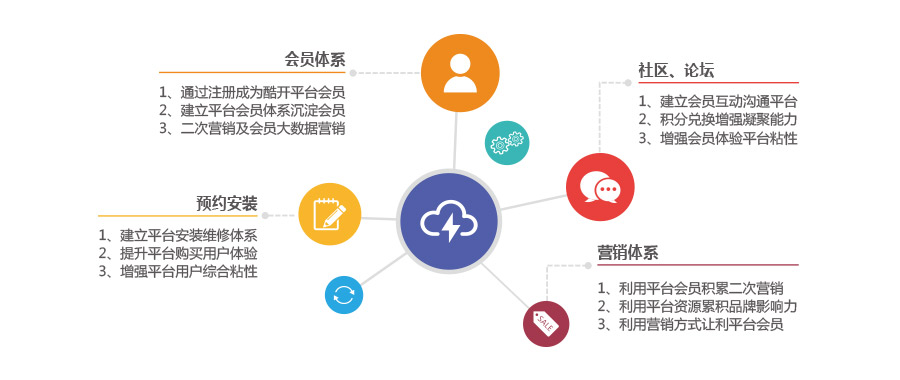 会员体系
1、通过注册成为酷开平台会员
2、建立平台会员体系沉淀会员
3、二次营销及会员大数据营销
社区、论坛
1、建立会员互动沟通平台
2、积分兑换增强凝聚能力
3、增强会员体验平台粘性
预约安装
1、建立平台安装维修体系
2、提升平台购买用户体验
3、增强平台用户综合粘性
营销体系
1、利用平台会员积累二次营销
2、利用平台资源累积品牌影响力
3、利用营销方式让利平台会员
SALE